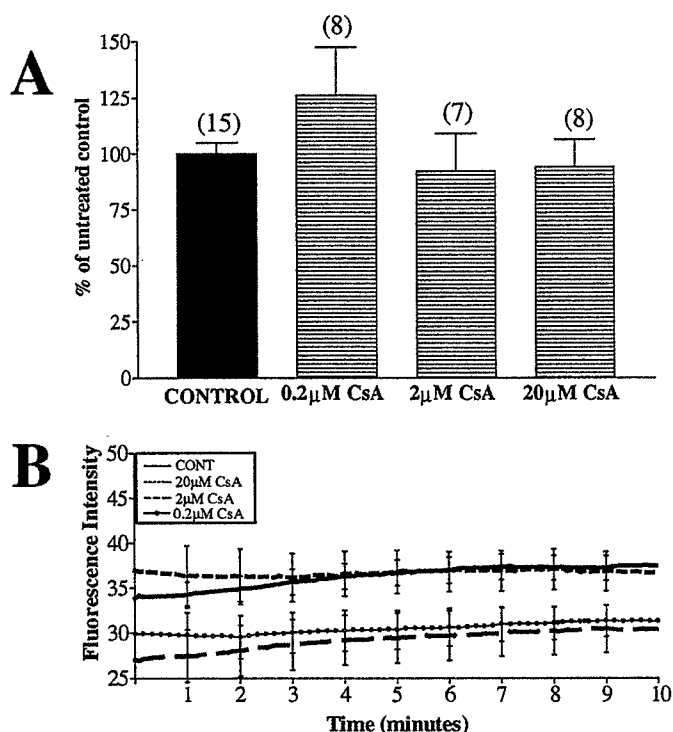 A
% of untreated control
150
125
100
75
50
25
0
(15)
(8)
(7)
(8)
CONTROL
0.2µM CsA
2µM CsA
20µM CsA
B
Fluorescence Intensity
50
45
40
35
30
25
CONT
20µM CsA
2µM CsA
0.2µM CsA
1 2 3 4 5 6 7 8 9 10
Time (minutes)